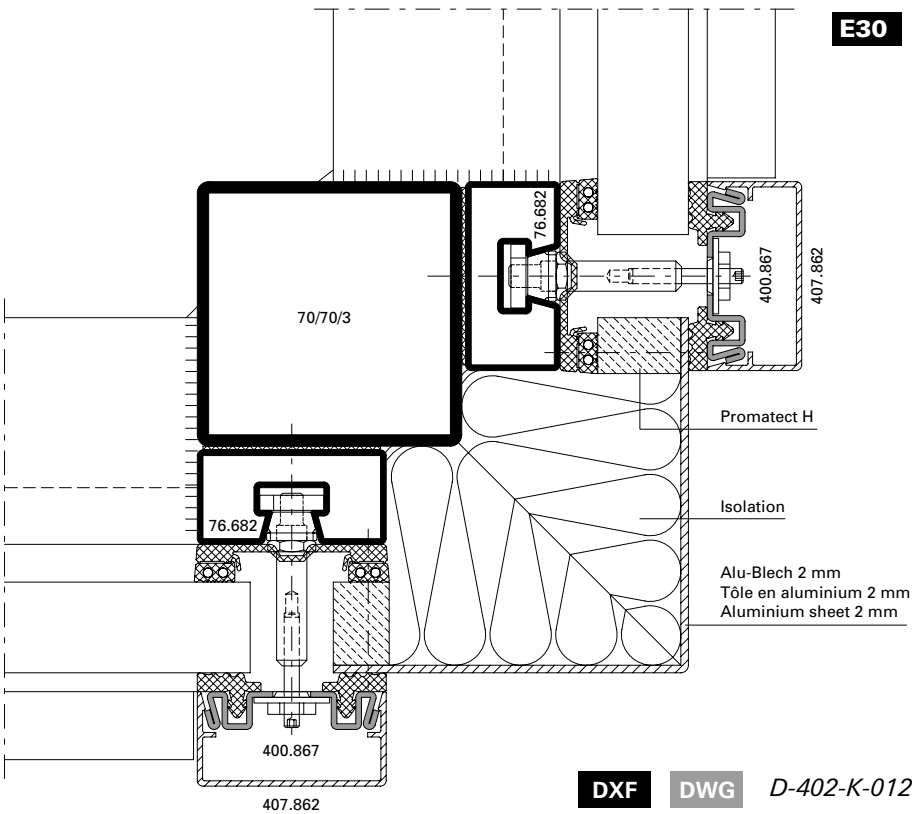 E30
76.682
400.867
407.862
70/70/3
Promatect H
Isolation
76.682
Alu-Blech 2 mm
Tôle en aluminium 2 mm
Aluminium sheet 2 mm
400.867
407.862
DXF DWG D-402-K-012